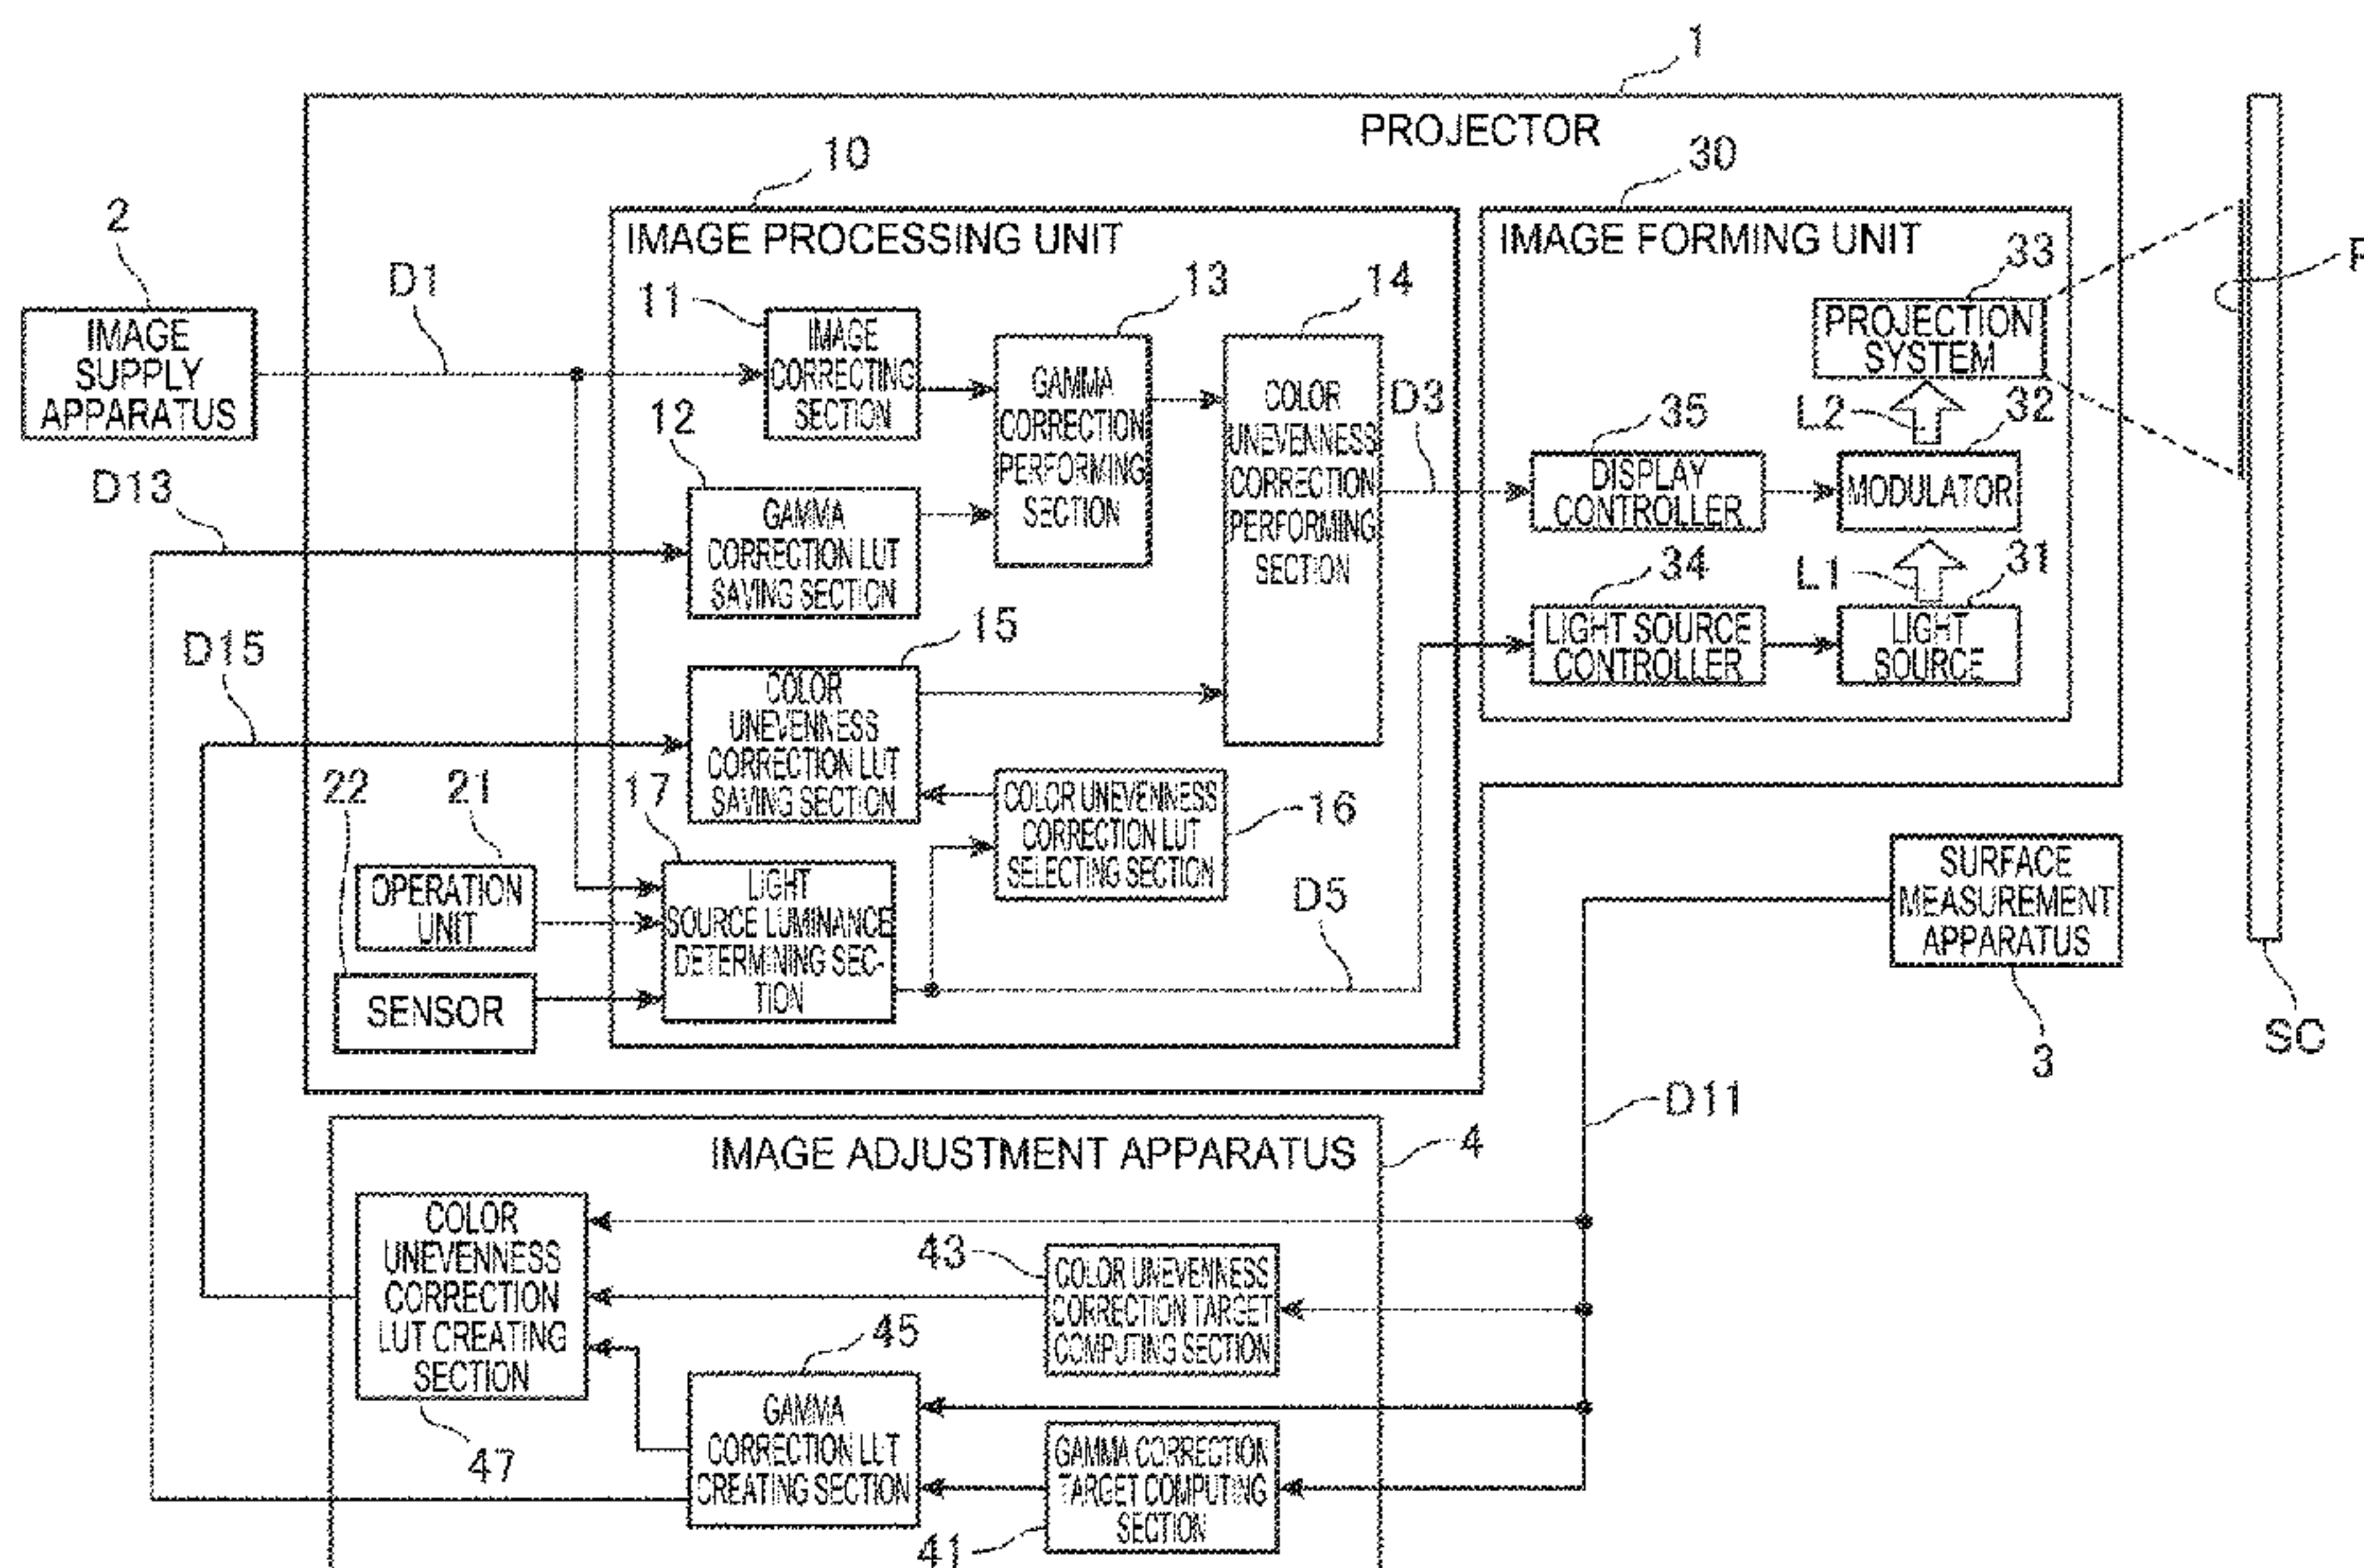 1
PROJECTOR
10
30
2
IMAGE PROCESSING UNIT
IMAGE FORMING UNIT
D1
11
13
14
33
IMAGE
SUPPLY
APPARATUS
IMAGE
CORRECTING
SECTION
PROJECTION
SYSTEM
GAMMA
CORRECTION
PERFORMING
SECTION
COLOR
UNEVENNESS
CORRECTION
PERFORMING
SECTION
D3
12
35
L2
32
D13
GAMMA
CORRECTION LUT
SAVING SECTION
DISPLAY
CONTROLLER
MODULATOR
34
L1
31
D15
15
LIGHT SOURCE
CONTROLLER
LIGHT
SOURCE
COLOR
UNEVENNESS
CORRECTION LUT
SAVING SECTION
22
21
17
COLOR UNEVENNESS
CORRECTION LUT
SELECTING SECTION
16
OPERATION
UNIT
LIGHT
SOURCE LUMINANCE
DETERMINING SEC-
TION
D5
SURFACE
MEASUREMENT
APPARATUS
SENSOR
3
SC
D11
IMAGE ADJUSTMENT APPARATUS
4
COLOR
UNEVENNESS
CORRECTION
LUT CREATING
SECTION
43
COLOR UNEVENNESS
CORRECTION TARGET
COMPUTING SECTION
45
47
GAMMA
CORRECTION LUT
CREATING SECTION
GAMMA CORRECTION
TARGET COMPUTING
SECTION
41